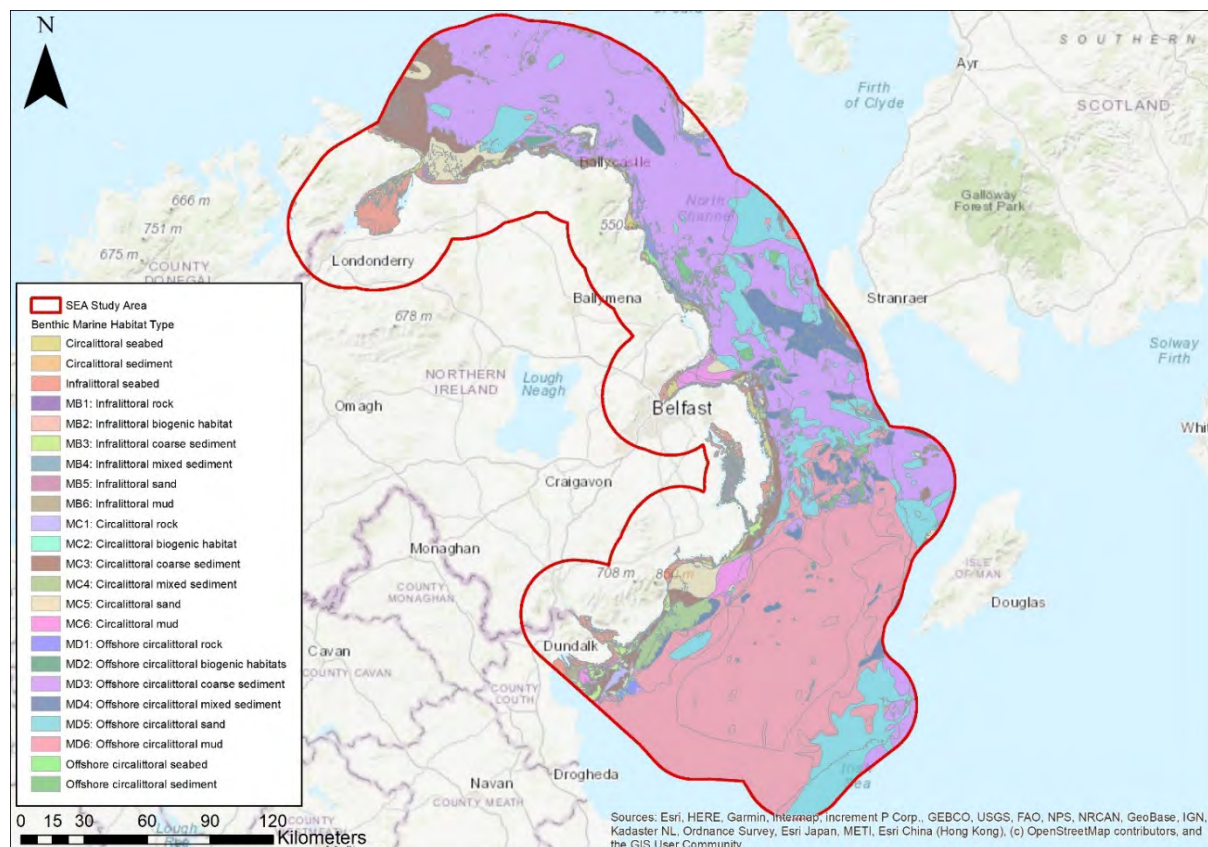 N
SOUTHERN
Ayr
Firth
of Clyde
SCOTLAND
Ballycastle
Galloway
Forest Park
666 m
751 m
675 m
550
North
Channel
COUNTY
DONEGAL
Londonderry
Ballymena
Stranraer
678 m
Solway
Firth
NORTHERN
IRELAND
Lough
Neagh
Omagh
Belfast
Whit
Craigavon
Monaghan
COUNTY
MONAGHAN
708 m
ISLE
OF MAN
Douglas
Dundalk
Cavan
COUNTY CAVAN
COUNTY
LOUTH
Drogheda
Navan
COUNTY MEATH
Sea
Lough
SEA Study Area
Benthic Marine Habitat Type
Circalittoral seabed
Circalittoral sediment
Infralittoral seabed
MB1: Infralittoral rock
MB2: Infralittoral biogenic habitat
MB3: Infralittoral coarse sediment
MB4: Infralittoral mixed sediment
MB5: Infralittoral sand
MB6: Infralittoral mud
MC1: Circalittoral rock
MC2: Circalittoral biogenic habitat
MC3: Circalittoral coarse sediment
MC4: Circalittoral mixed sediment
MC5: Circalittoral sand
MC6: Circalittoral mud
MD1: Offshore circalittoral rock
MD2: Offshore circalittoral biogenic habitats
MD3: Offshore circalittoral coarse sediment
MD4: Offshore circalittoral mixed sediment
MD5: Offshore circalittoral sand
MD6: Offshore circalittoral mud
Offshore circalittoral seabed
Offshore circalittoral sediment
0 15 30 60 90 120
Kilometers
Sources: Esri, HERE, Garmin, Intermap, increment P Corp., GEBCO, USGS, FAO, NPS, NRCAN, GeoBase, IGN,
Kadaster NL, Ordnance Survey, Esri Japan, METI, Esri China (Hong Kong), (c) OpenStreetMap contributors, and
the GIS User Community